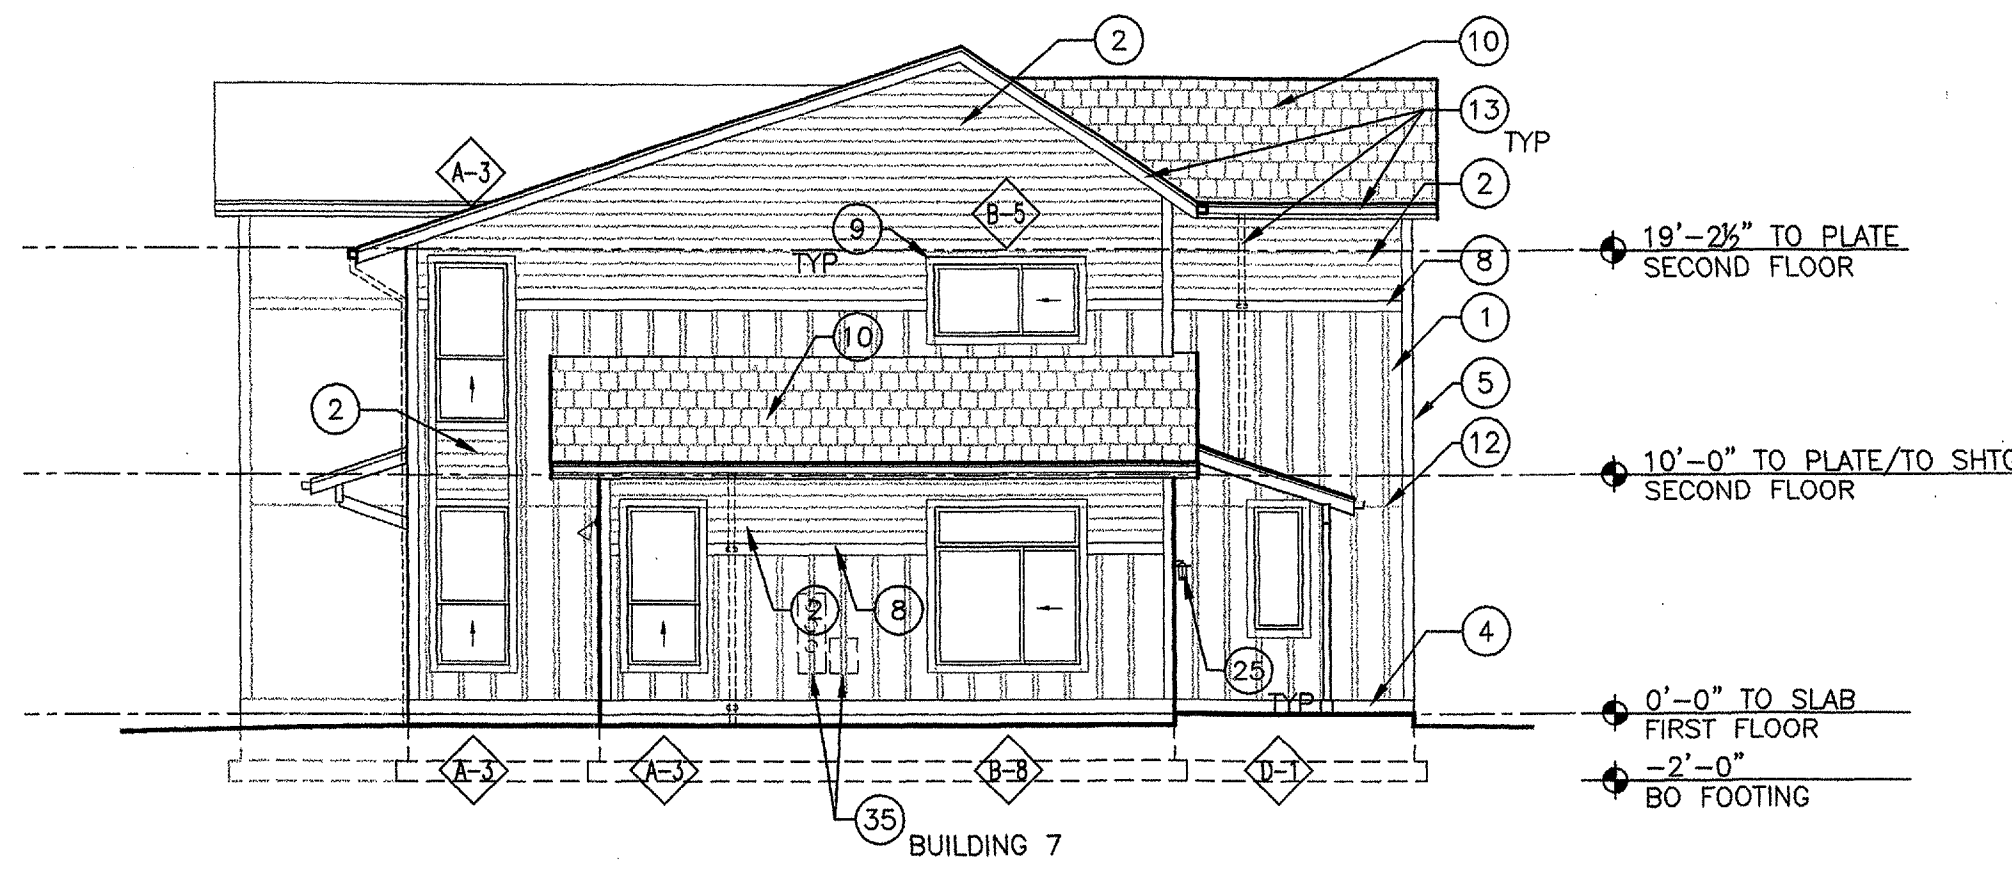 2
10
13
TYP
A-3
2
B-5
9
TYP
19'-2½" TO PLATE
SECOND FLOOR
8
1
10
5
2
12
10'-0" TO PLATE/TO SHTG
SECOND FLOOR
2
8
4
25
TYP
0'-0" TO SLAB
FIRST FLOOR
A-3
A-3
B-8
D-1
-2'-0"
BO FOOTING
35
BUILDING 7